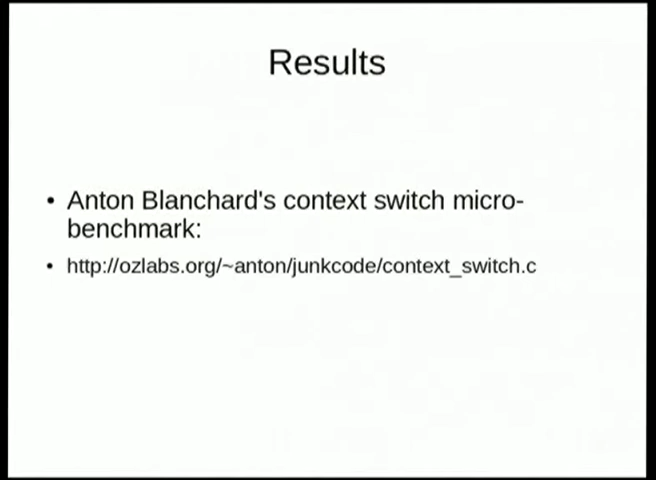 Results
• Anton Blanchard's context switch micro-
benchmark:
• http://ozlabs.org/~anton/junkcode/context_switch.c